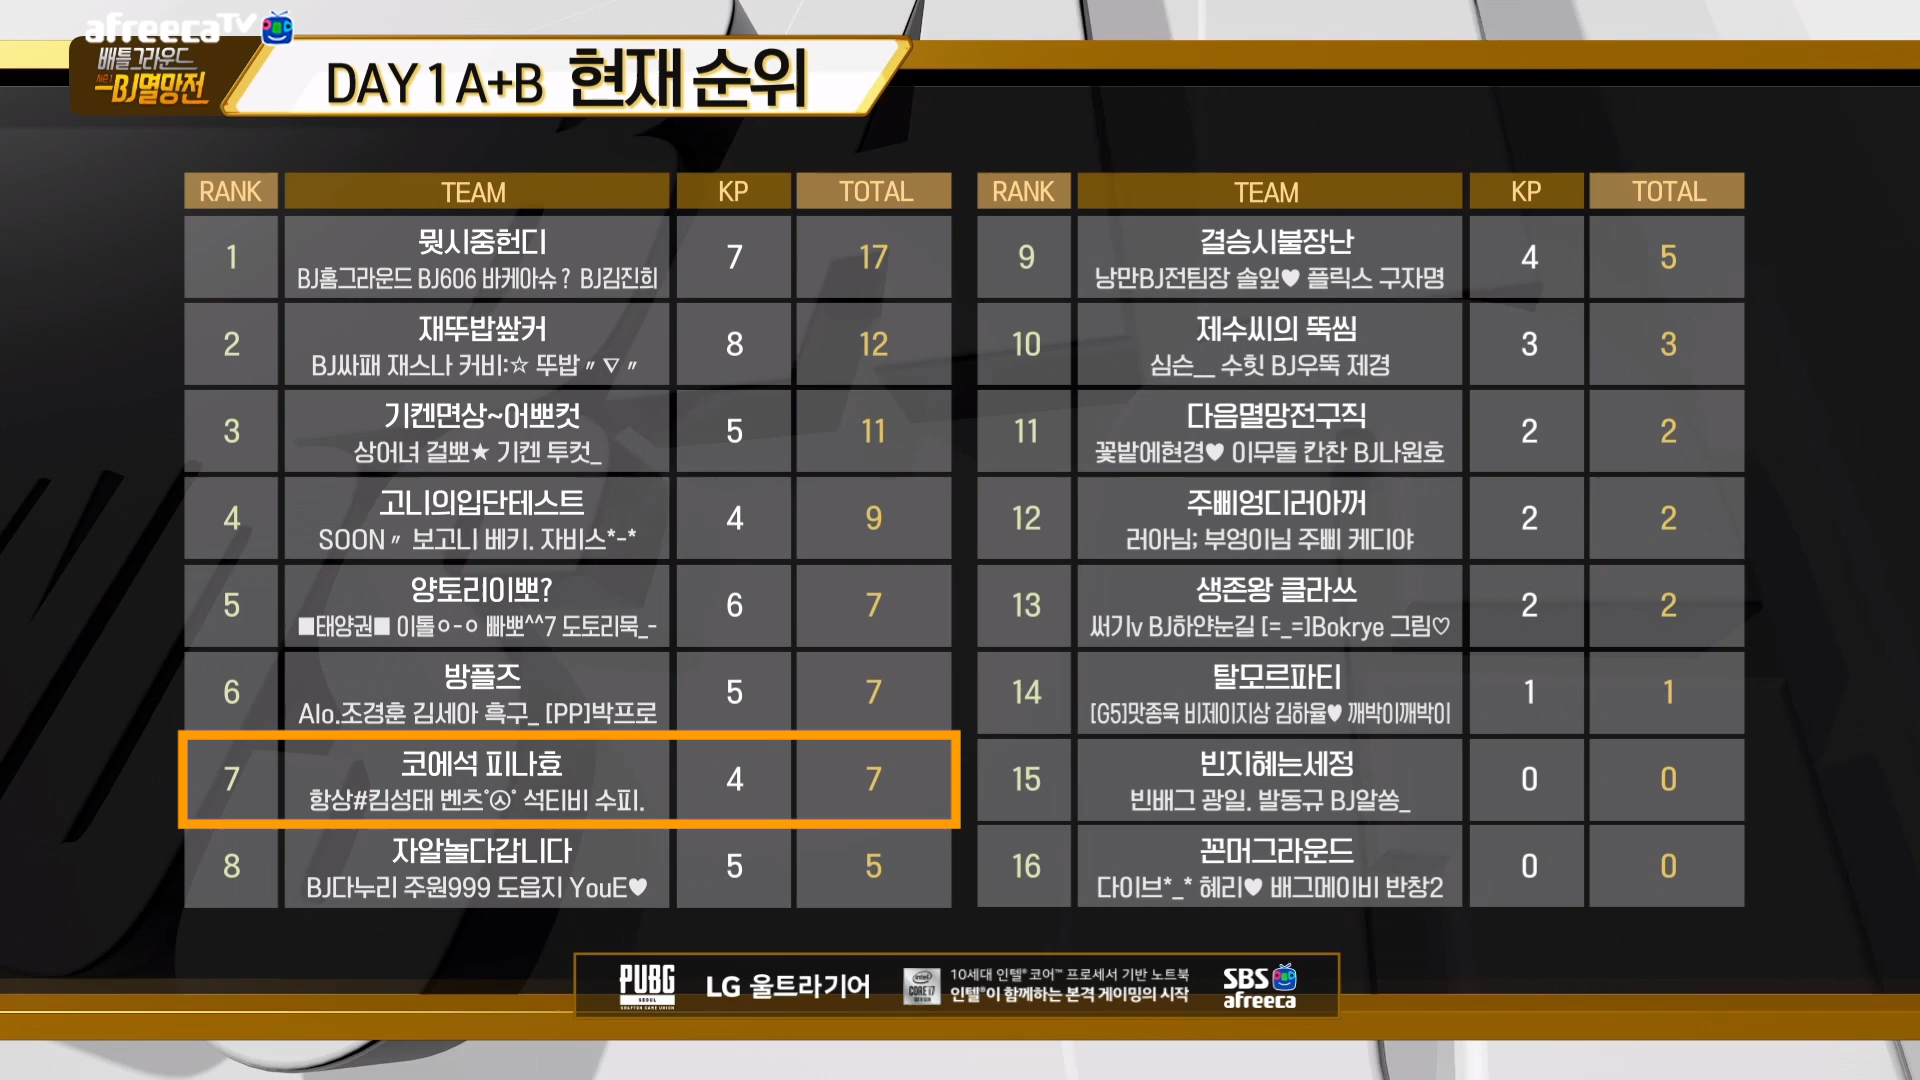 afreecaTV
배틀그라운드
BJ멸망전
DAY 1 A+B 현재 순위
RANK TEAM KP TOTAL
1 뭣시중헌디 7 17
BJ홈그라운드 BJ606 바케아슈? BJ김진희
2 재뚜밥싶커 8 12
BJ싸패 재스나 커비:☆ 뚜밥〃▽〃
3 기켄면상~어뽀컷 5 11
상어녀 걸뽀★ 기켄 투컷_
4 고니의입단테스트 4 9
SOON〃 보고니 베키. 자비스*-*
5 양토리이뽀? 6 7
■태양권■ 이톨ㅇ-ㅇ 빠뽀^^7 도토리묵_-
6 방플즈 5 7
Alo.조경훈 김세아 흑구_ [PP]박프로
7 코에석 피나효 4 7
항상#킴성태 벤츠˚㉦˚ 석티비 수피.
8 자알놀다갑니다 5 5
BJ다누리 주원999 도읍지 YouE♥
RANK TEAM KP TOTAL
9 결승시불장난 4 5
낭만BJ전팀장 솔잎♥ 플릭스 구자명
10 제수씨의 뚝씸 3 3
심슨__ 수힛 BJ우뚝 제경
11 다음멸망전구직 2 2
꽃밭에현경♥ 이무돌 칸찬 BJ나원호
12 주삐엉디러아꺼 2 2
러아님; 부엉이님 주삐 케디야
13 생존왕 클라쓰 2 2
써기v BJ하얀눈길 [=_=]Bokrye 그림♡
14 탈모르파티 1 1
[G5]맛종욱 비제이지상 김하율♥ 깨박이깨박이
15 빈지혜는세정 0 0
빈배그 광일. 발동규 BJ알쏭_
16 꼰머그라운드 0 0
다이브*_* 혜리♥ 배그메이비 반창2
PUBG
SEOUL
LG 울트라기어
intel
CORE i7
10세대 인텔® 코어™ 프로세서 기반 노트북
인텔®이 함께하는 본격 게이밍의 시작
SBS
afreeca